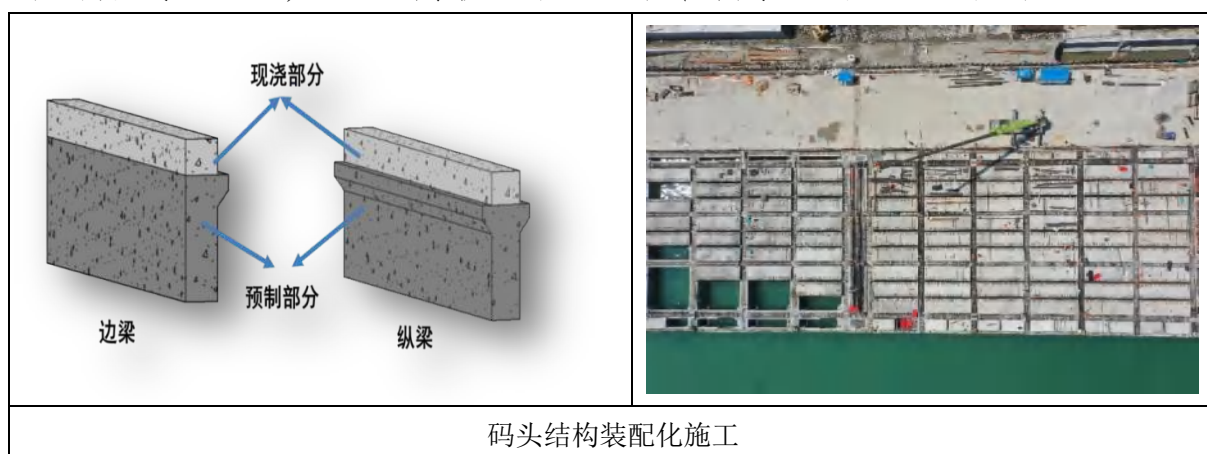 现浇部分
预制部分
边梁
纵梁
码头结构装配化施工